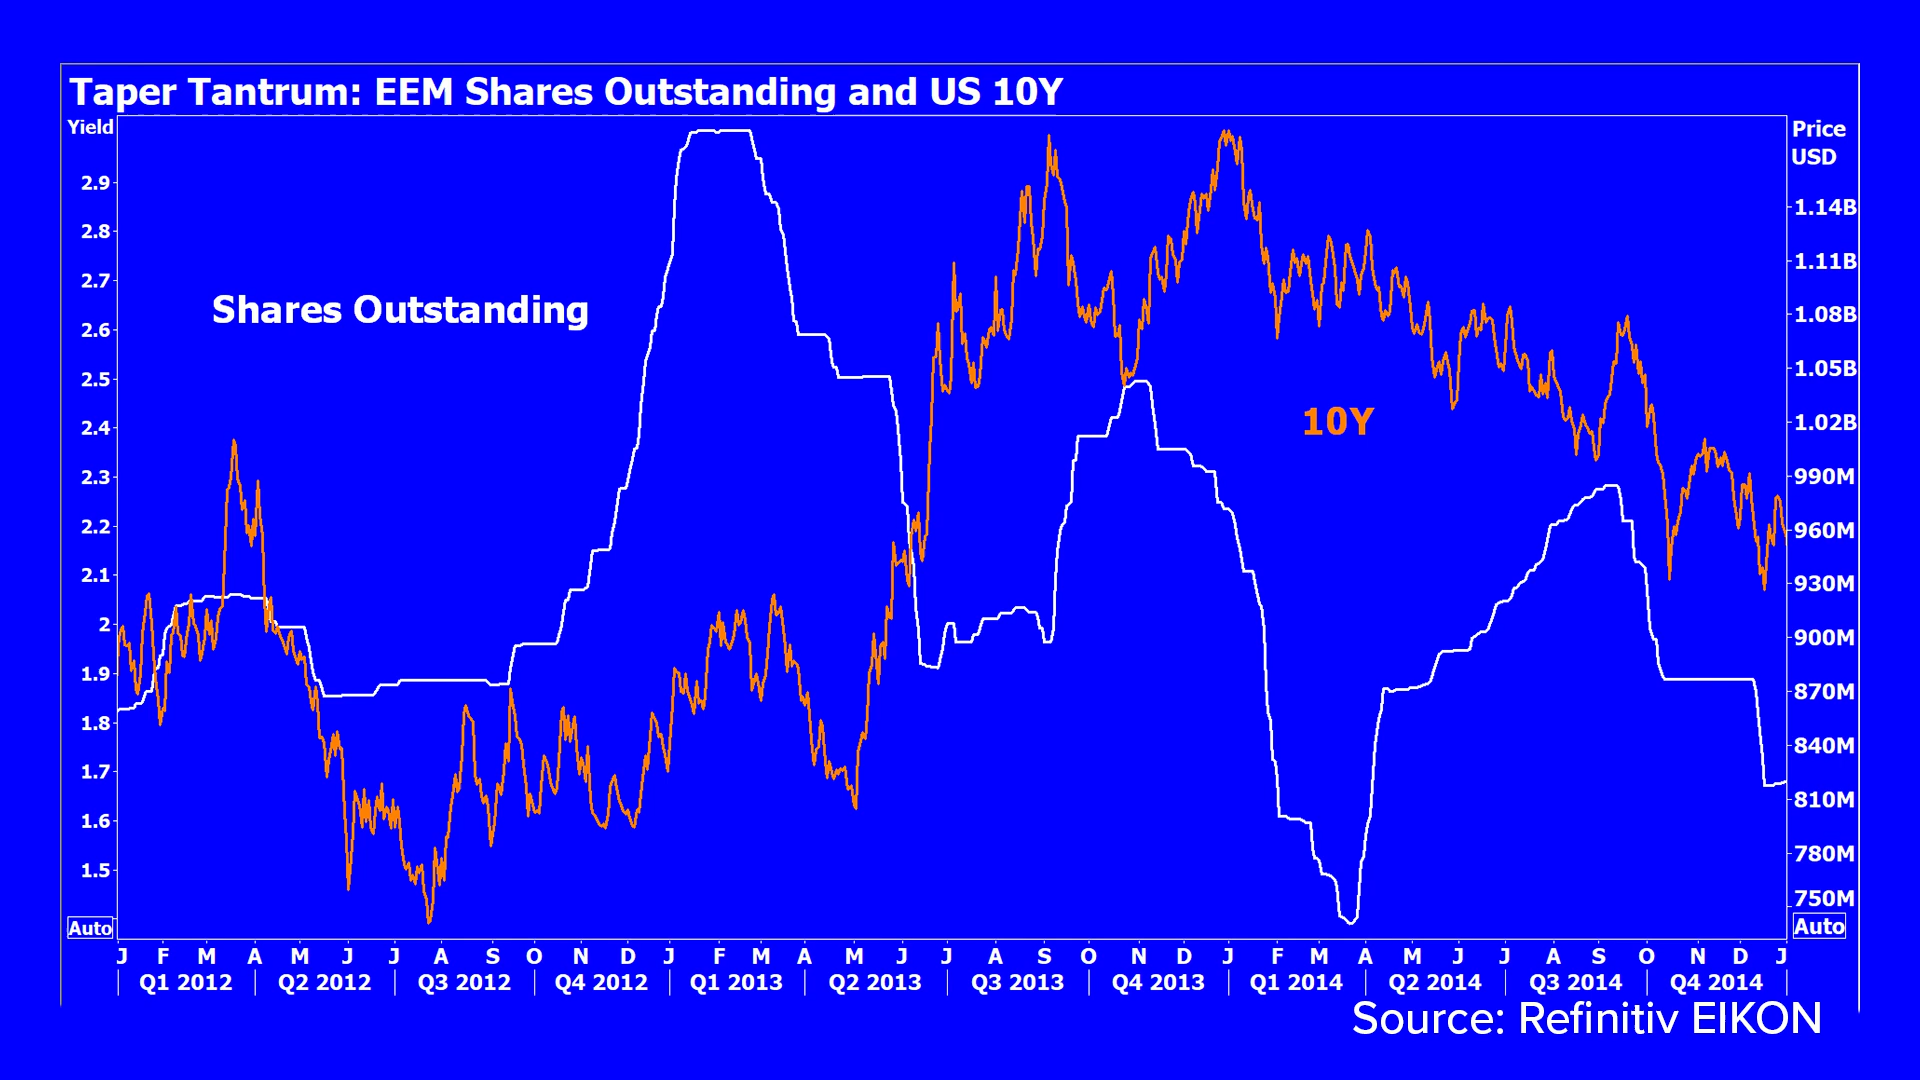 Taper Tantrum: EEM Shares Outstanding and US 10Y
Yield
Price
USD
2.9
2.8
2.7
2.6
2.5
2.4
2.3
2.2
2.1
2
1.9
1.8
1.7
1.6
1.5
Auto
Shares Outstanding
10Y
1.14B
1.11B
1.08B
1.05B
1.02B
990M
960M
930M
900M
870M
840M
810M
780M
750M
Auto
J F M A M J J A S O N D J F M A M J J A S O N D J F M A M J J A S O N D J
Q1 2012 Q2 2012 Q3 2012 Q4 2012 Q1 2013 Q2 2013 Q3 2013 Q4 2013 Q1 2014 Q2 2014 Q3 2014 Q4 2014
Source: Refinitiv EIKON